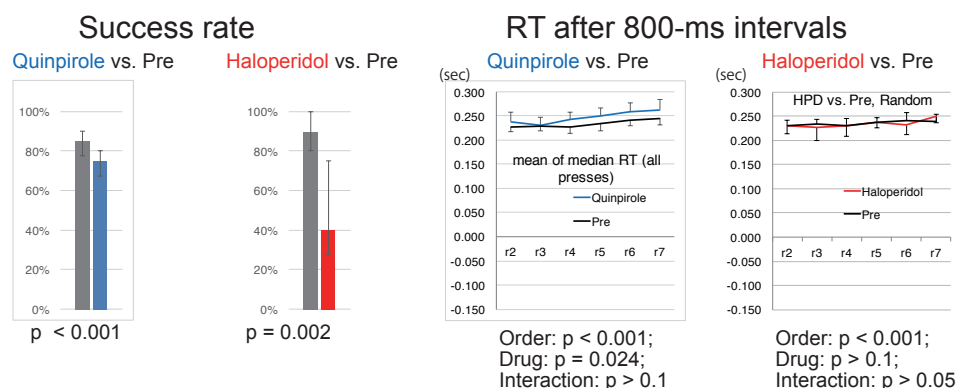 Success rate
RT after 800-ms intervals
Quinpirole vs. Pre
Haloperidol vs. Pre
Quinpirole vs. Pre
Haloperidol vs. Pre
100%
80%
60%
40%
20%
0%
p < 0.001
100%
80%
60%
40%
20%
0%
p = 0.002
(sec)
0.300
0.250
0.200
0.150
0.100
0.050
0.000
-0.050
-0.100
-0.150
mean of median RT (all
presses)
Quinpirole
Pre
r2 r3 r4 r5 r6 r7
Order: p < 0.001;
Drug: p = 0.024;
Interaction: p > 0.1
(sec)
0.300
0.250
0.200
0.150
0.100
0.050
0.000
-0.050
-0.100
-0.150
HPD vs. Pre, Random
Haloperidol
Pre
r2 r3 r4 r5 r6 r7
Order: p < 0.001;
Drug: p > 0.1;
Interaction: p > 0.05